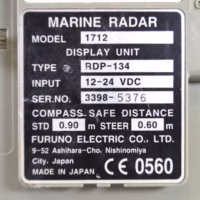 MARINE RADAR
MODEL 1712
DISPLAY UNIT
TYPE RDP-134
INPUT 12-24 VDC
SER.NO. 3398-5376
COMPASS SAFE DISTANCE
STD 0.90 m STEER 0.60 m
FURUNO ELECTRIC CO., LTD.
9-52 Ashihara-Cho. Nishinomiya
City. Japan
MADE IN JAPAN CE 0560